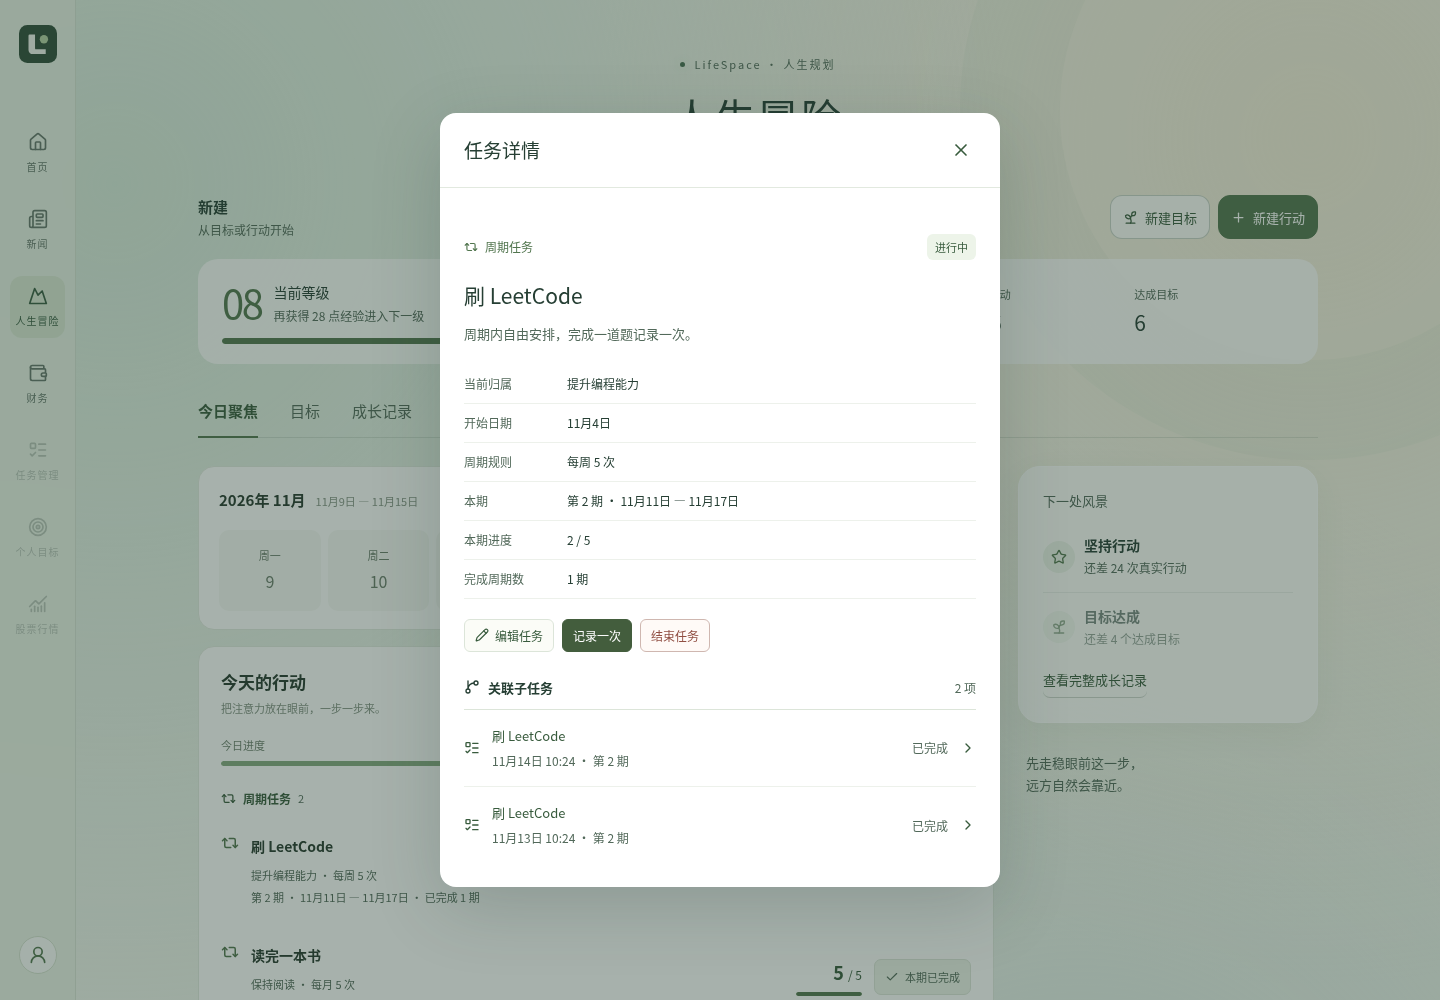 首页
新闻
人生冒险
财务
任务管理
个人目标
股票行情
LifeSpace · 人生规划
人生冒险
新建
从目标或行动开始
新建目标
新建行动
08
当前等级
再获得 28 点经验进入下一级
动
达成目标
6
今日聚焦
目标
成长记录
2026年 11月
11月9日 — 11月15日
周一
9
周二
10
今天的行动
把注意力放在眼前，一步一步来。
今日进度
周期任务 2
刷 LeetCode
提升编程能力 · 每周 5 次
第 2 期 · 11月11日 — 11月17日 · 已完成 1 期
读完一本书
保持阅读 · 每月 5 次
5 / 5
本期已完成
下一处风景
坚持行动
还差 24 次真实行动
目标达成
还差 4 个达成目标
查看完整成长记录
先走稳眼前这一步，
远方自然会靠近。
任务详情
周期任务
进行中
刷 LeetCode
周期内自由安排，完成一道题记录一次。
当前归属 提升编程能力
开始日期 11月4日
周期规则 每周 5 次
本期 第 2 期 · 11月11日 — 11月17日
本期进度 2 / 5
完成周期数 1 期
编辑任务
记录一次
结束任务
关联子任务
2 项
刷 LeetCode
11月14日 10:24 · 第 2 期
已完成
刷 LeetCode
11月13日 10:24 · 第 2 期
已完成